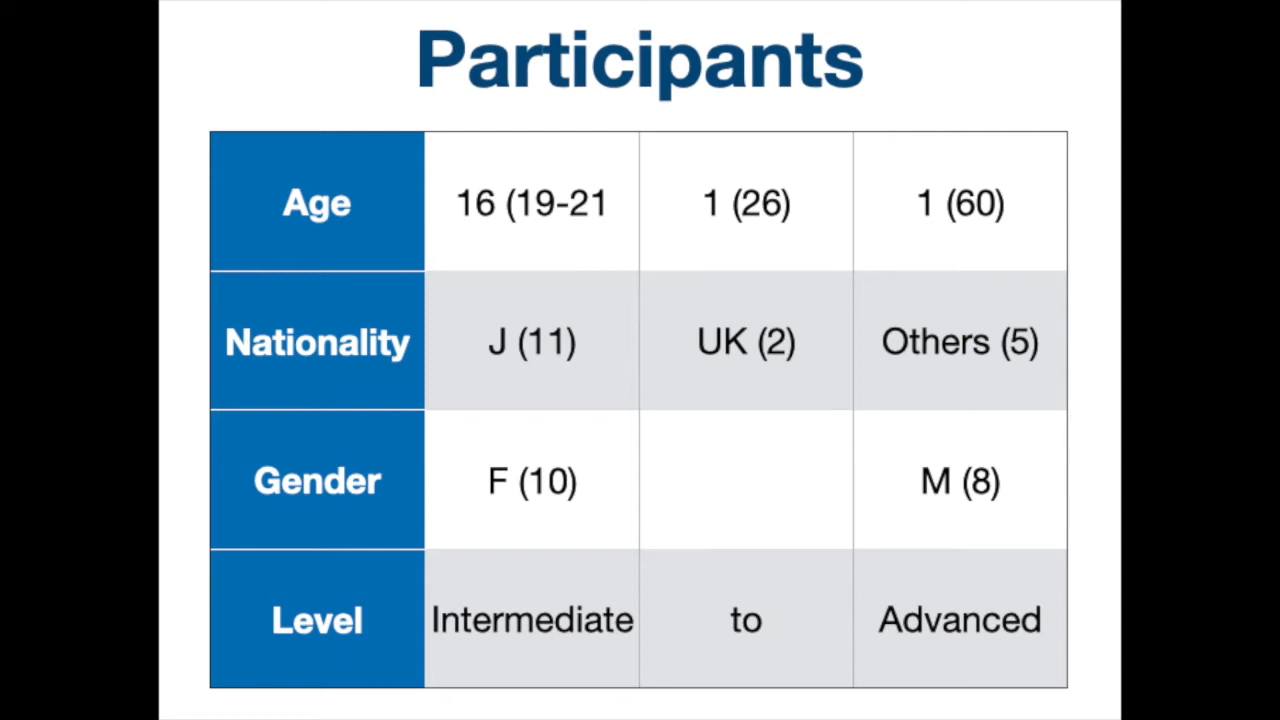 Participants
Age 16 (19-21 1 (26) 1 (60)
Nationality J (11) UK (2) Others (5)
Gender F (10) M (8)
Level Intermediate to Advanced